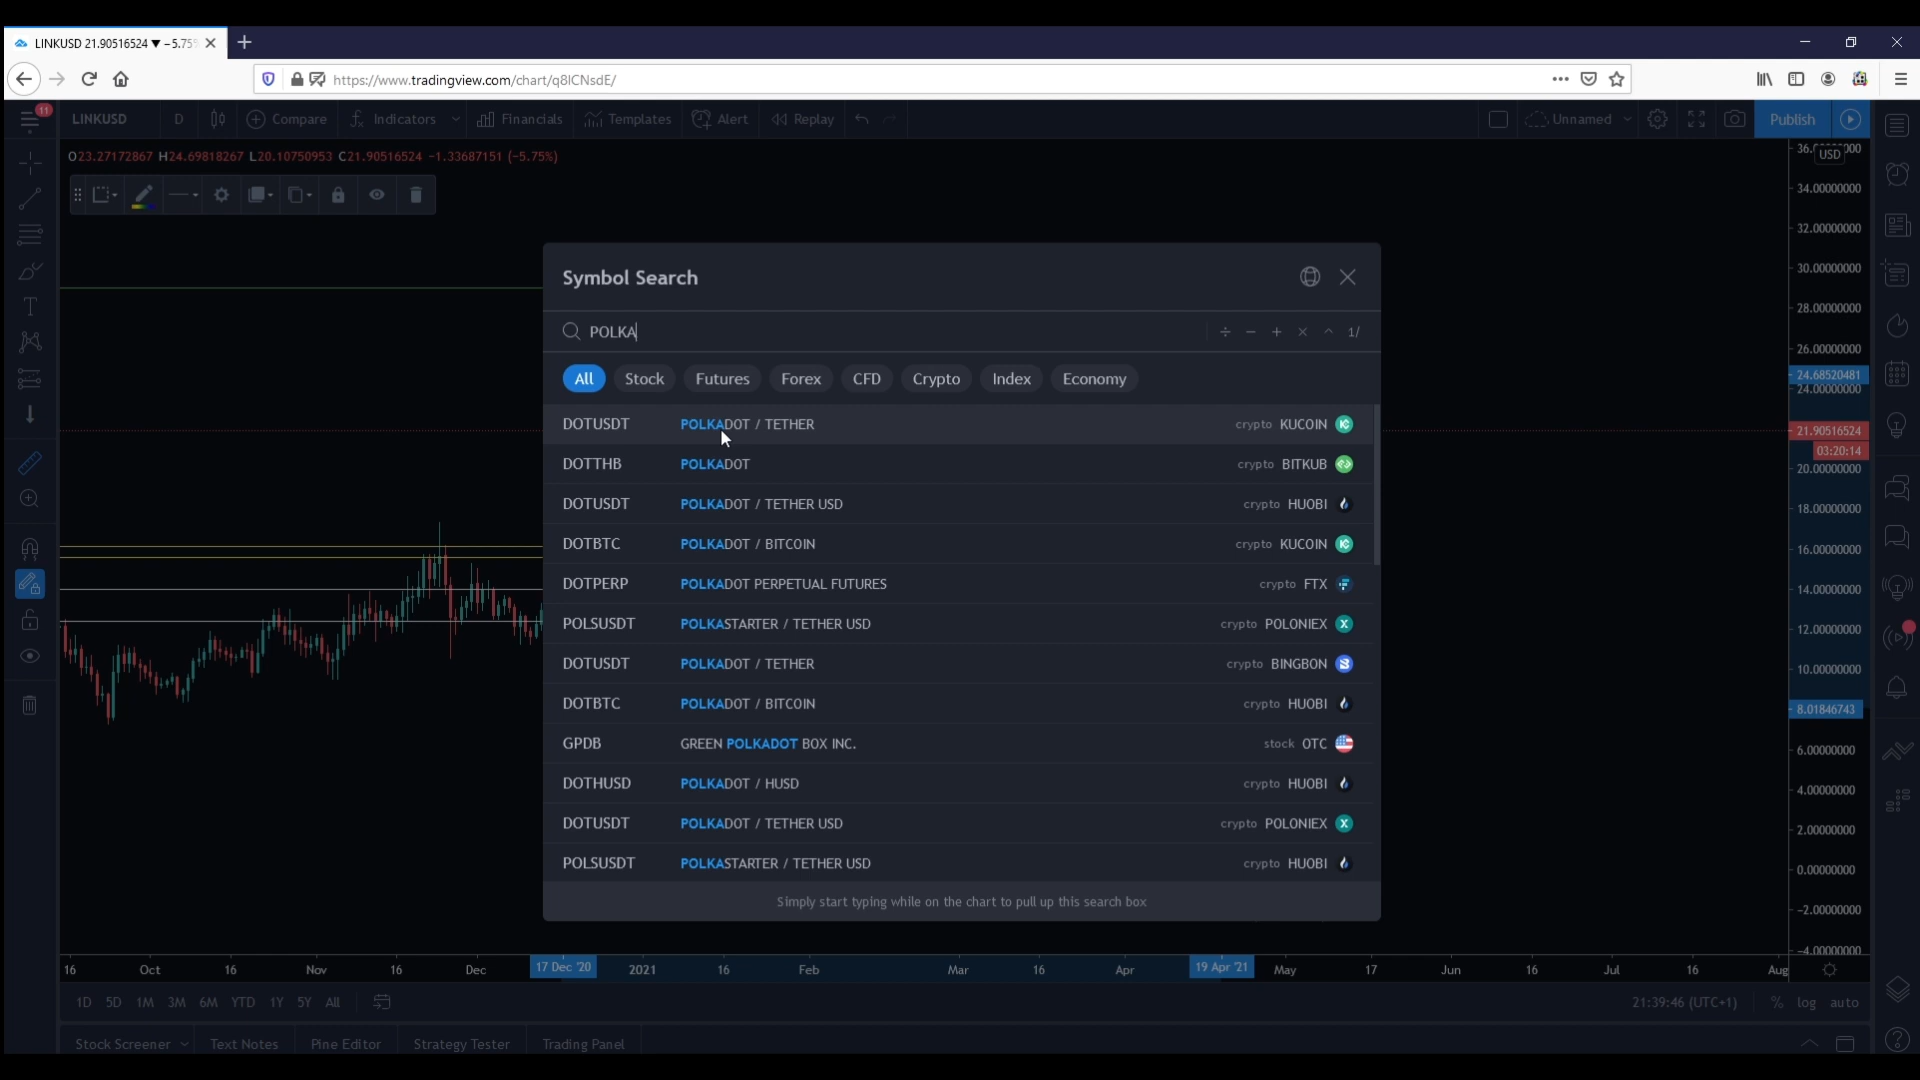 LINKUSD 21.90516524 ▼ −5.75%
https://www.tradingview.com/chart/q8ICNsdE/
11
LINKUSD D Compare Indicators Financials Templates Alert Replay Unnamed Publish
O23.27172867 H24.69818267 L20.10750953 C21.90516524 −1.33687151 (−5.75%)
USD
34.00000000
32.00000000
30.00000000
28.00000000
26.00000000
24.68520481
24.00000000
21.90516524
03:20:14
20.00000000
18.00000000
16.00000000
14.00000000
12.00000000
10.00000000
8.01846743
6.00000000
4.00000000
2.00000000
0.00000000
−2.00000000
−4.00000000
Symbol Search
POLKA ÷ − + × ^ 1/
All Stock Futures Forex CFD Crypto Index Economy
DOTUSDT POLKADOT / TETHER crypto KUCOIN
DOTTHB POLKADOT crypto BITKUB
DOTUSDT POLKADOT / TETHER USD crypto HUOBI
DOTBTC POLKADOT / BITCOIN crypto KUCOIN
DOTPERP POLKADOT PERPETUAL FUTURES crypto FTX
POLSUSDT POLKASTARTER / TETHER USD crypto POLONIEX
DOTUSDT POLKADOT / TETHER crypto BINGBON
DOTBTC POLKADOT / BITCOIN crypto HUOBI
GPDB GREEN POLKADOT BOX INC. stock OTC
DOTHUSD POLKADOT / HUSD crypto HUOBI
DOTUSDT POLKADOT / TETHER USD crypto POLONIEX
POLSUSDT POLKASTARTER / TETHER USD crypto HUOBI
Simply start typing while on the chart to pull up this search box
16 Oct 16 Nov 16 Dec 17 Dec '20 2021 16 Feb Mar 16 Apr 19 Apr '21 May 17 Jun 16 Jul 16 Aug
1D 5D 1M 3M 6M YTD 1Y 5Y All 21:39:46 (UTC+1) % log auto
Stock Screener Text Notes Pine Editor Strategy Tester Trading Panel